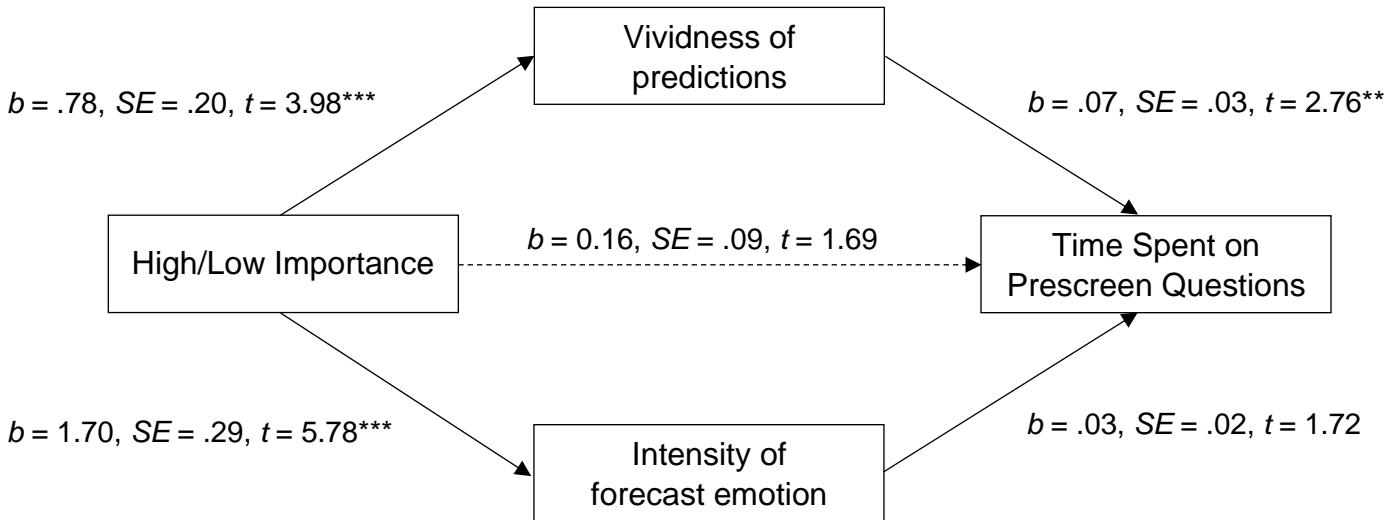 Vividness of
predictions
b = .78, SE = .20, t = 3.98***
b = .07, SE = .03, t = 2.76**
High/Low Importance
b = 0.16, SE = .09, t = 1.69
Time Spent on
Prescreen Questions
b = 1.70, SE = .29, t = 5.78***
b = .03, SE = .02, t = 1.72
Intensity of
forecast emotion